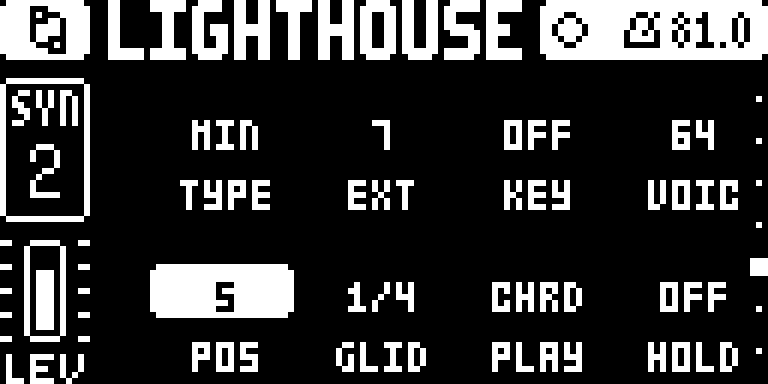 LIGHTHOUSE 81.0
SYN
2
MIN 7 OFF 64
TYPE EXT KEY VOIC
5 1/4 CHRD OFF
POS GLID PLAY HOLD
LEV